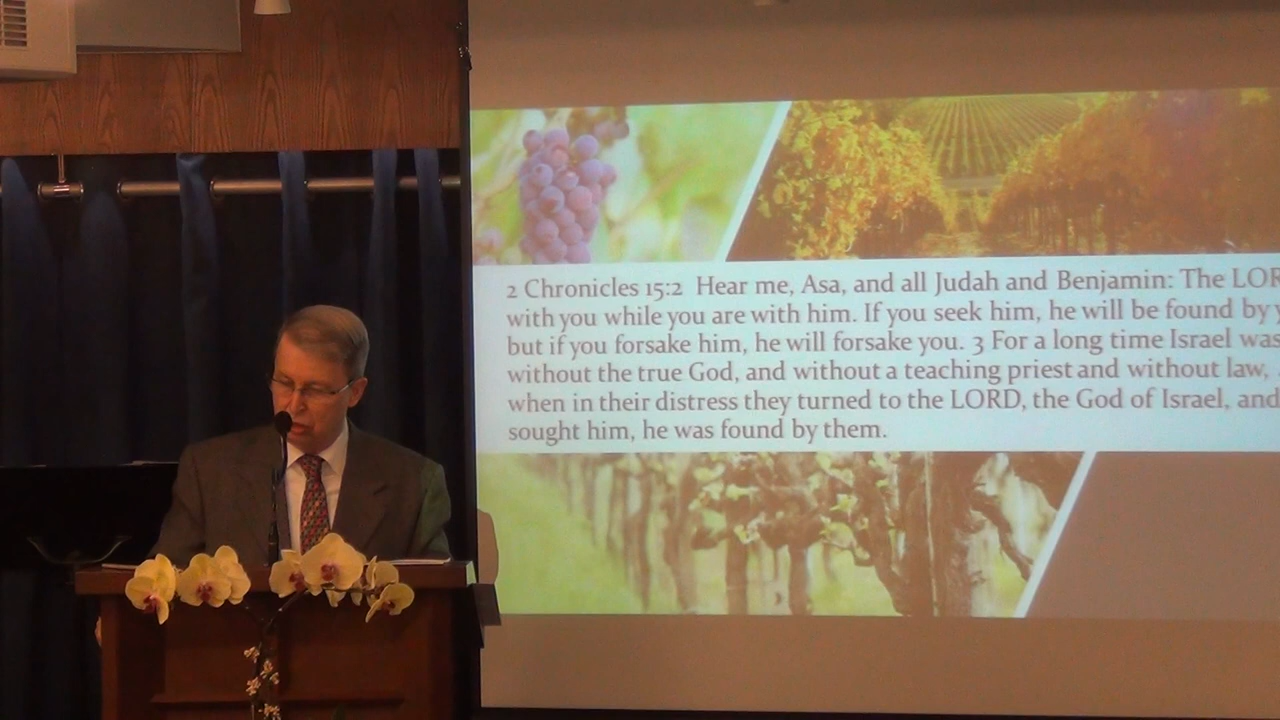 2 Chronicles 15:2 Hear me, Asa, and all Judah and Benjamin: The LOR
with you while you are with him. If you seek him, he will be found by
but if you forsake him, he will forsake you. 3 For a long time Israel was
without the true God, and without a teaching priest and without law,
when in their distress they turned to the LORD, the God of Israel, and
sought him, he was found by them.